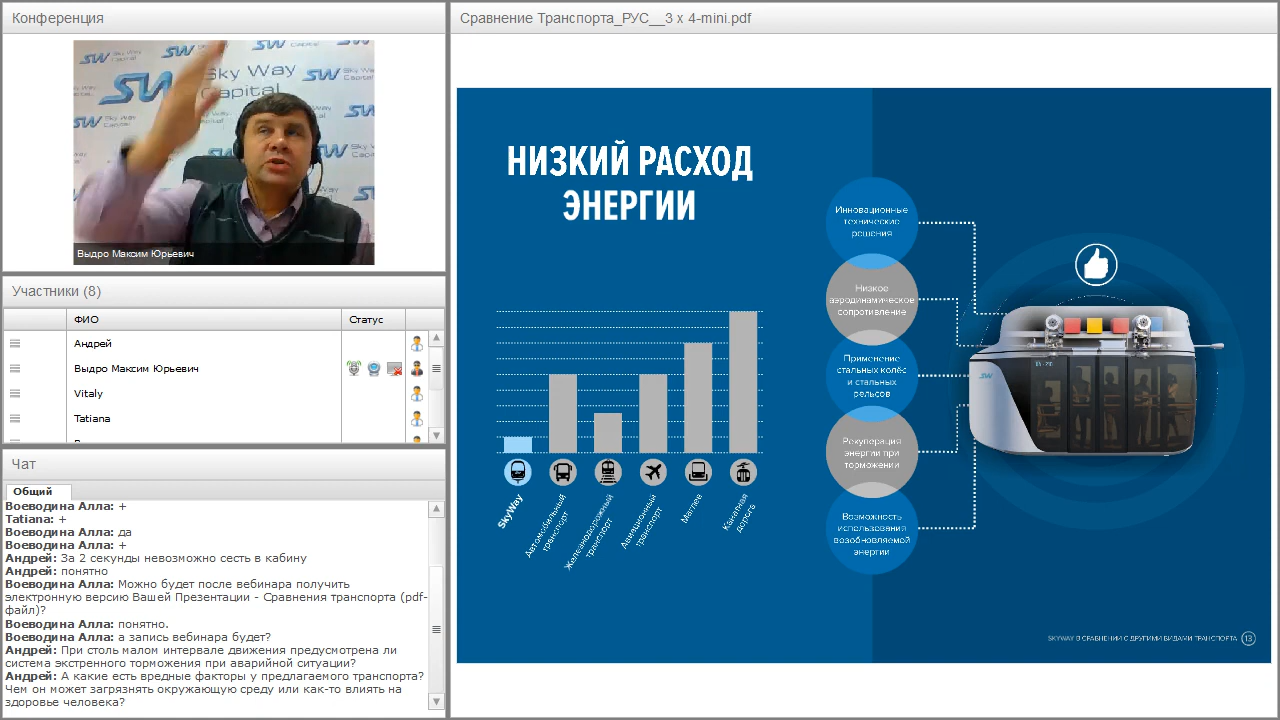 Конференция
SW Sky Way Capital
Выдро Максим Юрьевич
Участники (8)
ФИО
Статус
Андрей
Выдро Максим Юрьевич
Vitaly
Tatiana
Чат
Общий
Воеводина Алла: +
Tatiana: +
Воеводина Алла: да
Воеводина Алла: +
Андрей: За 2 секунды невозможно сесть в кабину
Андрей: понятно
Воеводина Алла: Можно будет после вебинара получить
электронную версию Вашей Презентации - Сравнения транспорта (pdf-
файл)?
Воеводина Алла: понятно.
Воеводина Алла: а запись вебинара будет?
Андрей: При столь малом интервале движения предусмотрена ли
система экстренного торможения при аварийной ситуации?
Андрей: А какие есть вредные факторы у предлагаемого транспорта?
Чем он может загрязнять окружающую среду или как-то влиять на
здоровье человека?
Сравнение Транспорта_РУС__3 х 4-mini.pdf
НИЗКИЙ РАСХОД
ЭНЕРГИИ
SkyWay
Автомобильный
транспорт
Железнодорожный
транспорт
Авиационный
транспорт
Маглев
Канатная
дорога
Инновационные
технические
решения
Низкое
аэродинамическое
сопротивление
Применение
стальных колёс
и стальных
рельсов
Рекуперация
энергии при
торможении
Возможность
использования
возобновляемой
энергии
SW
SKYWAY В СРАВНЕНИИ С ДРУГИМИ ВИДАМИ ТРАНСПОРТА 13